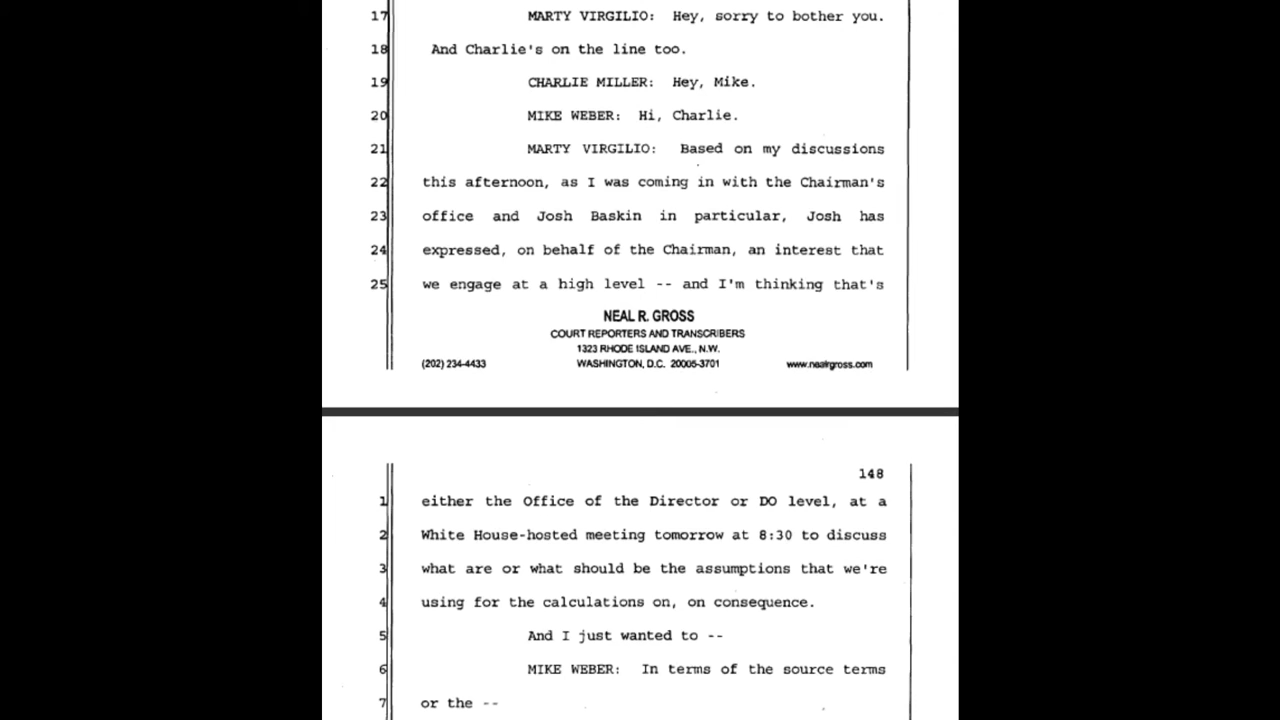 17 MARTY VIRGILIO: Hey, sorry to bother you.
18 And Charlie's on the line too.
19 CHARLIE MILLER: Hey, Mike.
20 MIKE WEBER: Hi, Charlie.
21 MARTY VIRGILIO: Based on my discussions
22 this afternoon, as I was coming in with the Chairman's
23 office and Josh Baskin in particular, Josh has
24 expressed, on behalf of the Chairman, an interest that
25 we engage at a high level -- and I'm thinking that's
NEAL R. GROSS
COURT REPORTERS AND TRANSCRIBERS
1323 RHODE ISLAND AVE., N.W.
(202) 234-4433 WASHINGTON, D.C. 20005-3701 www.nealrgross.com
148
1 either the Office of the Director or DO level, at a
2 White House-hosted meeting tomorrow at 8:30 to discuss
3 what are or what should be the assumptions that we're
4 using for the calculations on, on consequence.
5 And I just wanted to --
6 MIKE WEBER: In terms of the source terms
7 or the --